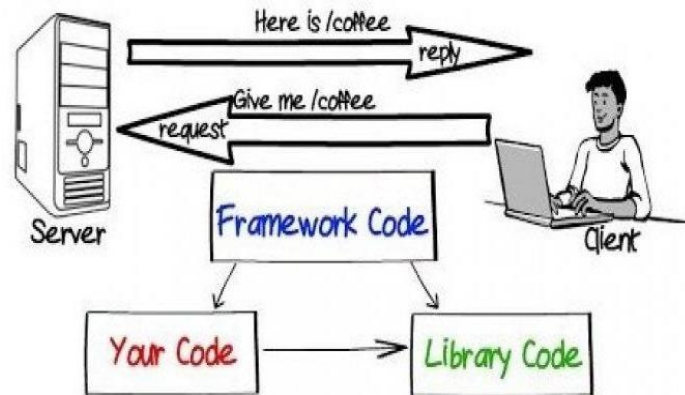 Here is /coffee
reply
Give me /coffee
request
Server
Client
Framework Code
Your Code
Library Code